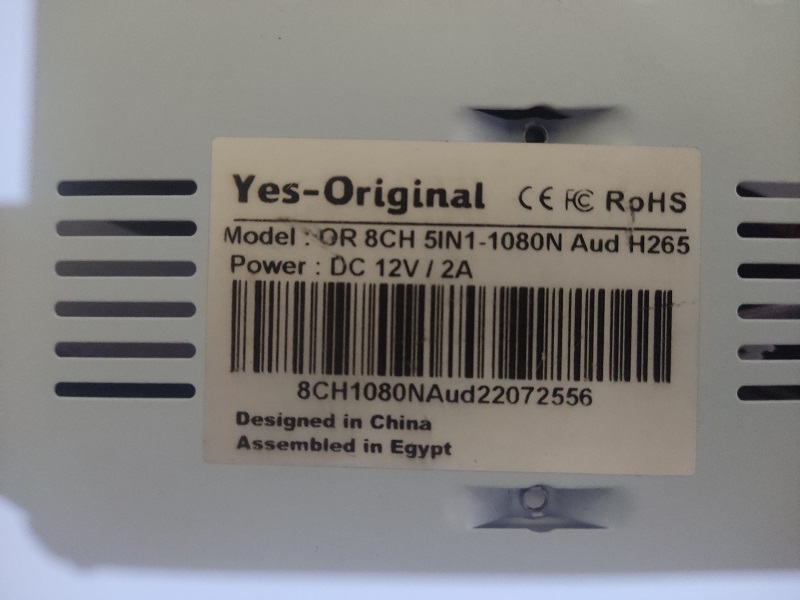 Yes-Original CE FC RoHS
Model : OR 8CH 5IN1-1080N Aud H265
Power : DC 12V / 2A
8CH1080NAud22072556
Designed in China
Assembled in Egypt